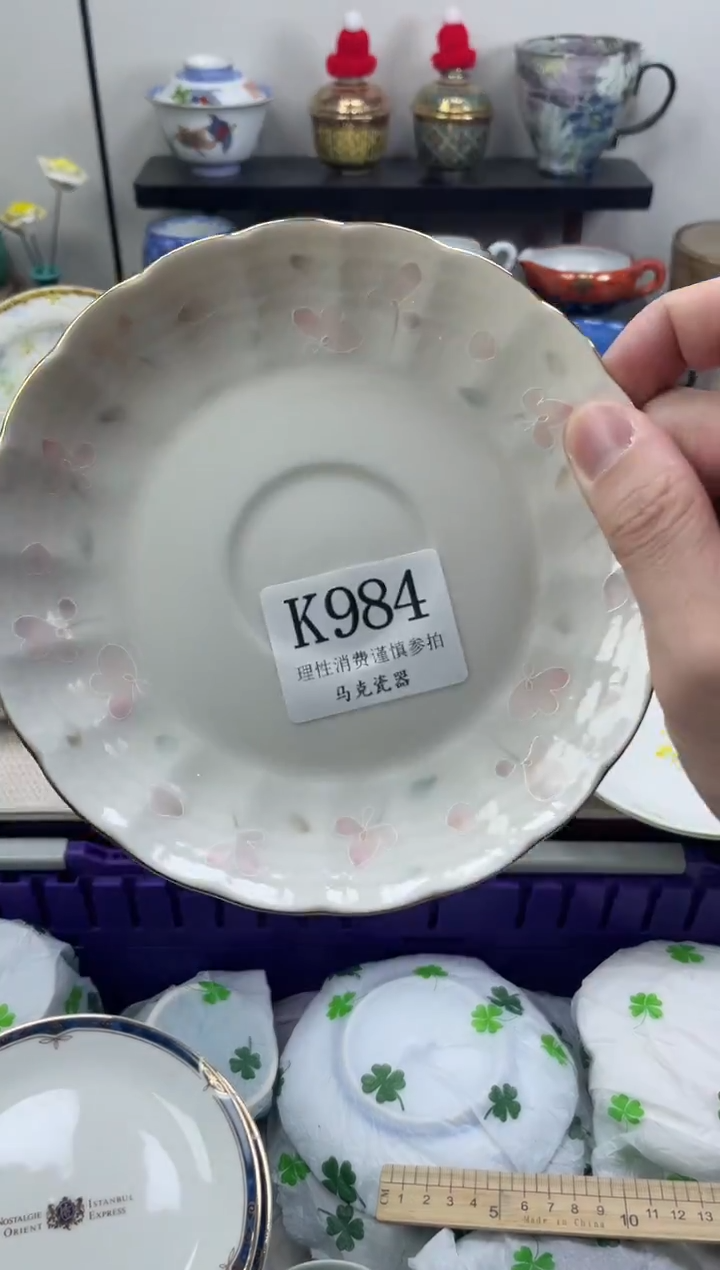 K984
理性消费谨慎参拍
马克瓷器
NOSTALGIE ISTANBUL
ORIENT EXPRESS
CM 1 2 3 4 5 6 7 8 9 10 11 12 13
Made in China